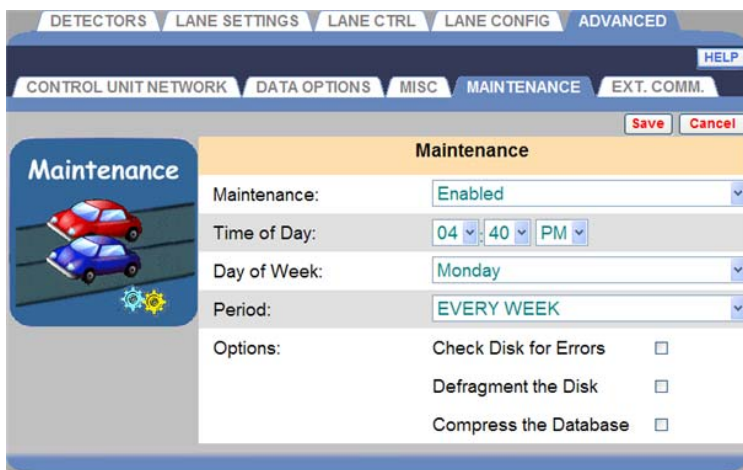 DETECTORS LANE SETTINGS LANE CTRL LANE CONFIG ADVANCED
HELP
CONTROL UNIT NETWORK DATA OPTIONS MISC MAINTENANCE EXT. COMM.
Save Cancel
Maintenance
Maintenance
Maintenance: Enabled
Time of Day: 04 : 40 PM
Day of Week: Monday
Period: EVERY WEEK
Options: Check Disk for Errors
Defragment the Disk
Compress the Database